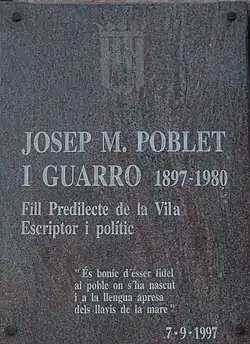 JOSEP M. POBLET
I GUARRO 1897-1980
Fill Predilecte de la Vila
Escriptor i polític
"És bonic d'ésser fidel
al poble on s'ha nascut
i a la llengua apresa
dels llavis de la mare"
7-9-1997